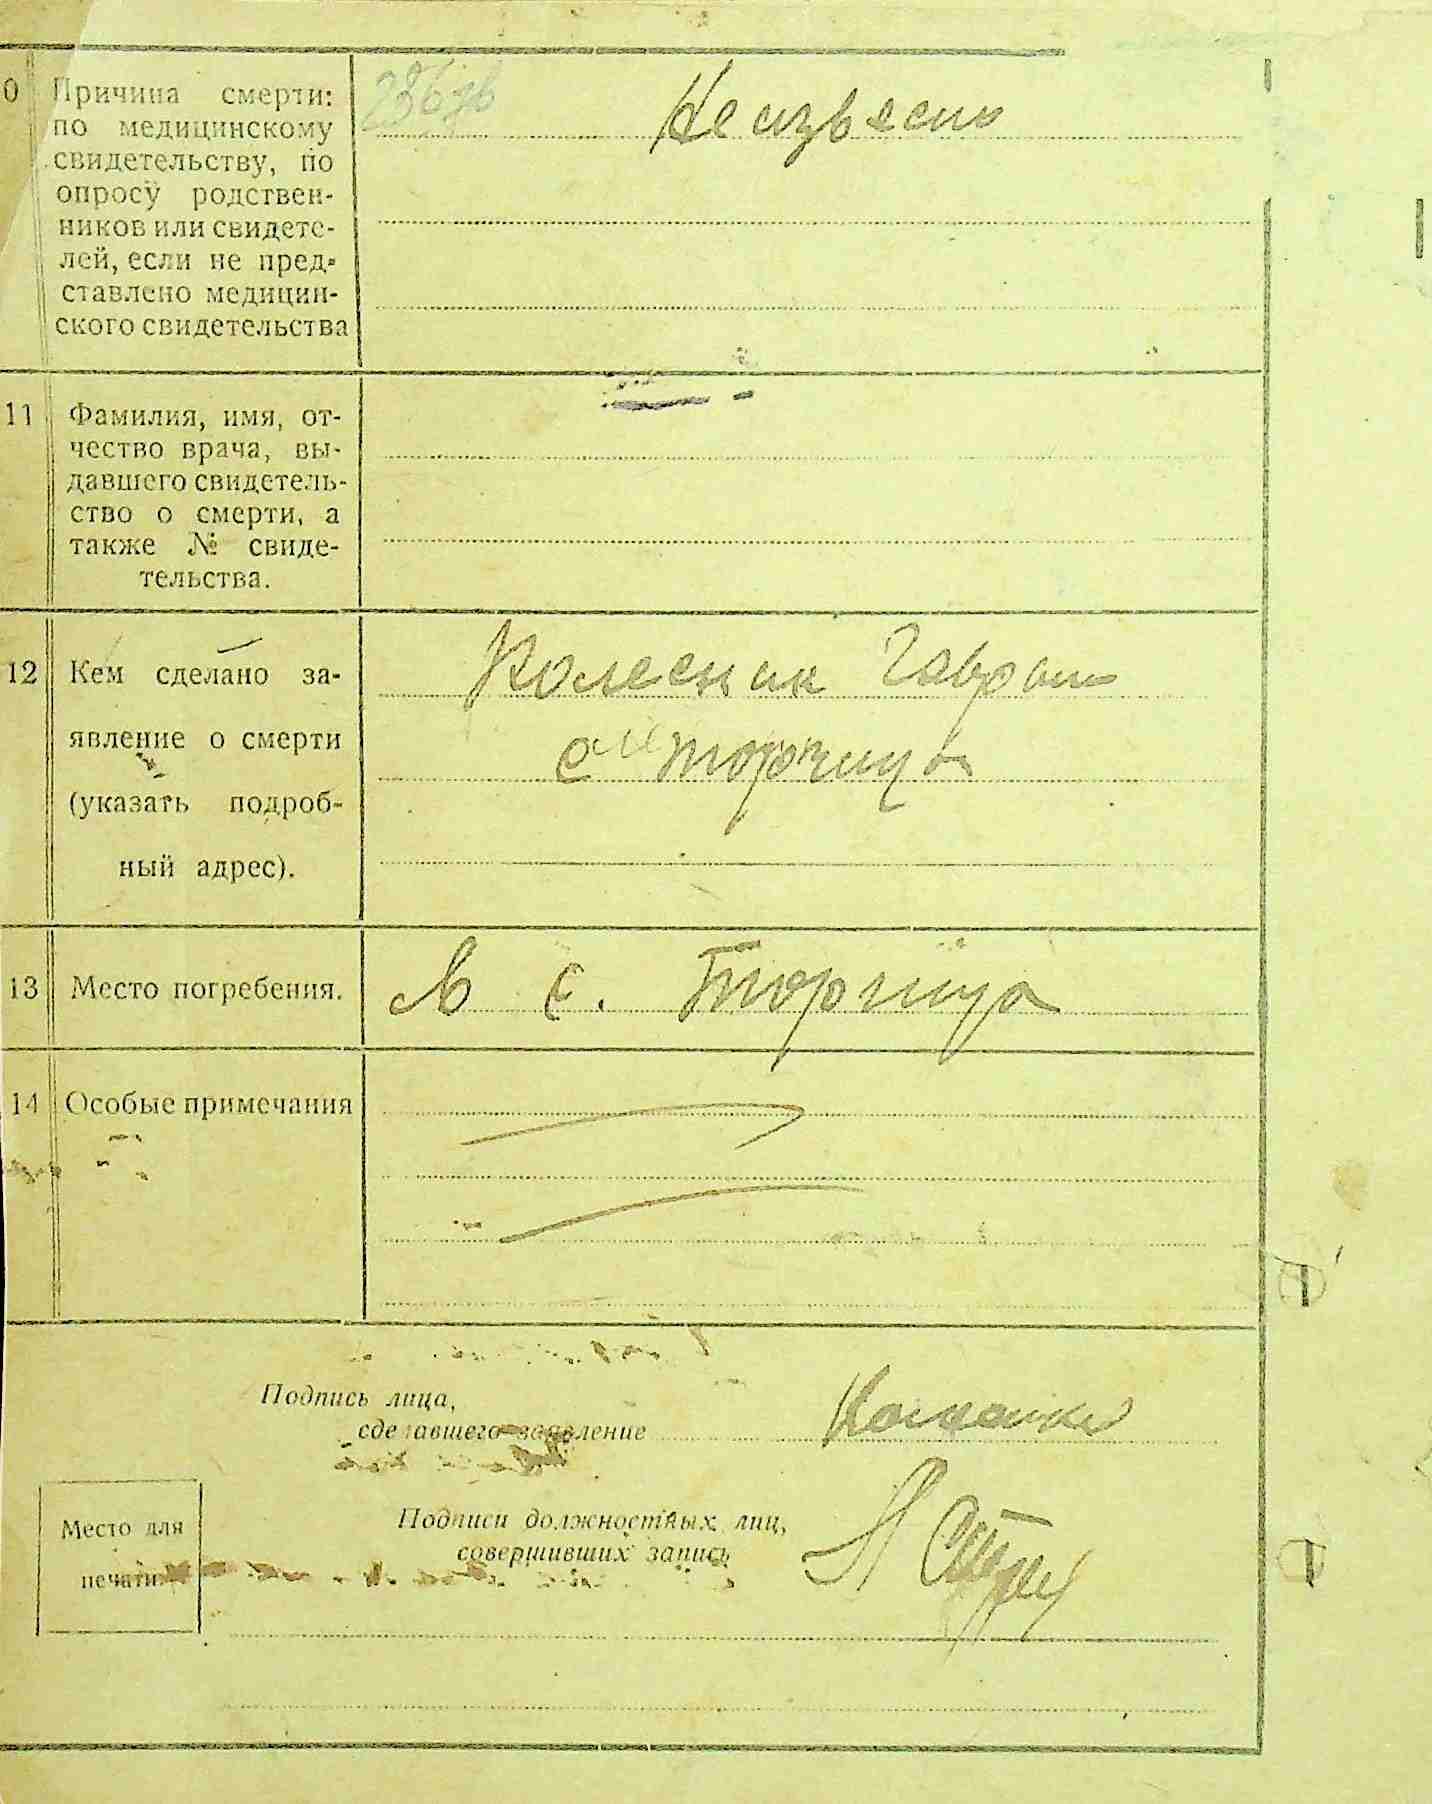 0 Причина смерти:
по медицинскому
свидетельству, по
опросу родствен-
ников или свидете-
лей, если не пред-
ставлено медицин-
ского свидетельства
Неизвесно
11 Фамилия, имя, от-
чество врача, вы-
давшего свидетель-
ство о смерти, а
также № свиде-
тельства.
12 Кем сделано за-
явление о смерти
(указать подроб-
ный адрес).
Колесник
с Торчица
13 Место погребения.
В с. Торчица
14 Особые примечания
Подпись лица,
сделавшего заявление
Подписи должностных лиц,
совершивших запись
Место для
печати